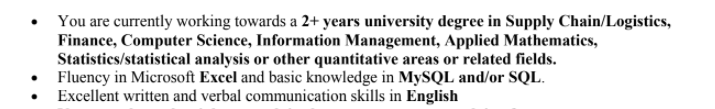 • You are currently working towards a 2+ years university degree in Supply Chain/Logistics,
Finance, Computer Science, Information Management, Applied Mathematics,
Statistics/statistical analysis or other quantitative areas or related fields.
• Fluency in Microsoft Excel and basic knowledge in MySQL and/or SQL.
• Excellent written and verbal communication skills in English